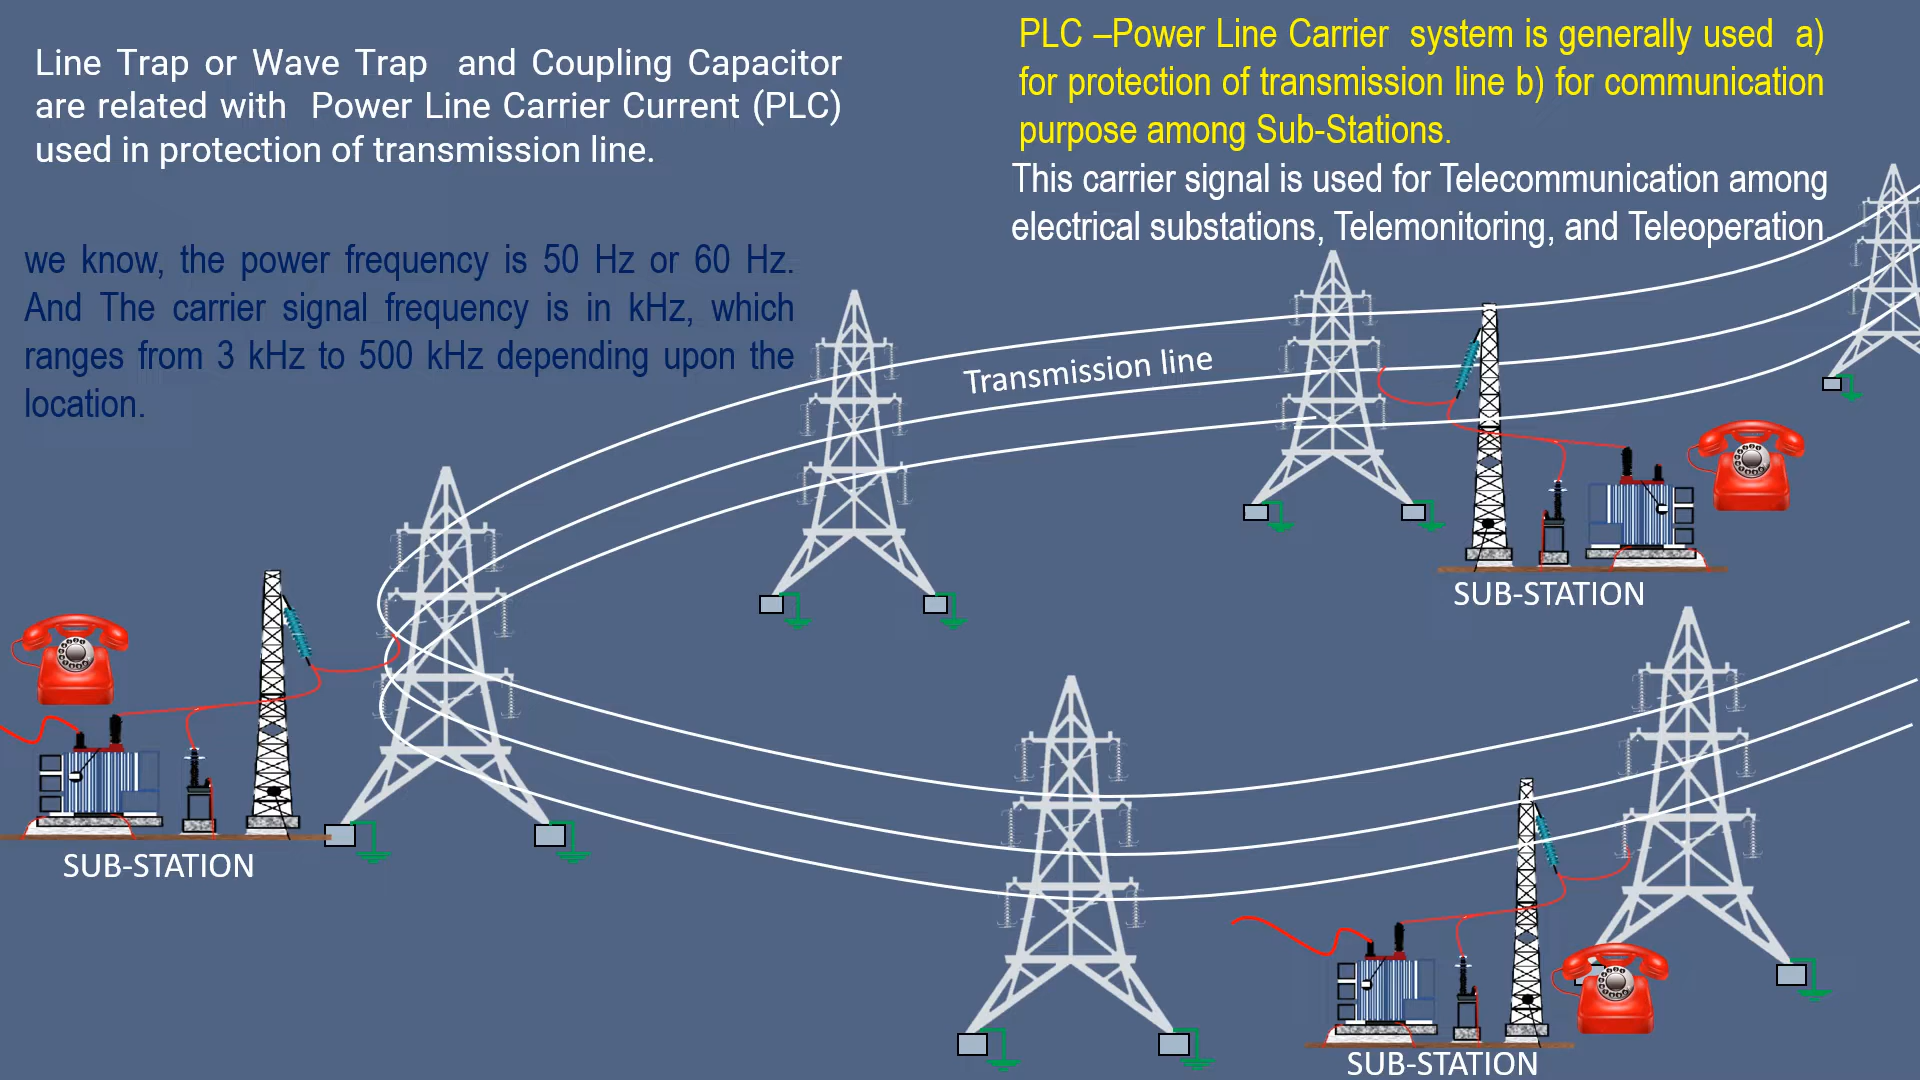 Line Trap or Wave Trap and Coupling Capacitor
are related with Power Line Carrier Current (PLC)
used in protection of transmission line.
PLC –Power Line Carrier system is generally used a)
for protection of transmission line b) for communication
purpose among Sub-Stations.
This carrier signal is used for Telecommunication among
electrical substations, Telemonitoring, and Teleoperation.
we know, the power frequency is 50 Hz or 60 Hz.
And The carrier signal frequency is in kHz, which
ranges from 3 kHz to 500 kHz depending upon the
location.
Transmission line
SUB-STATION
SUB-STATION
SUB-STATION